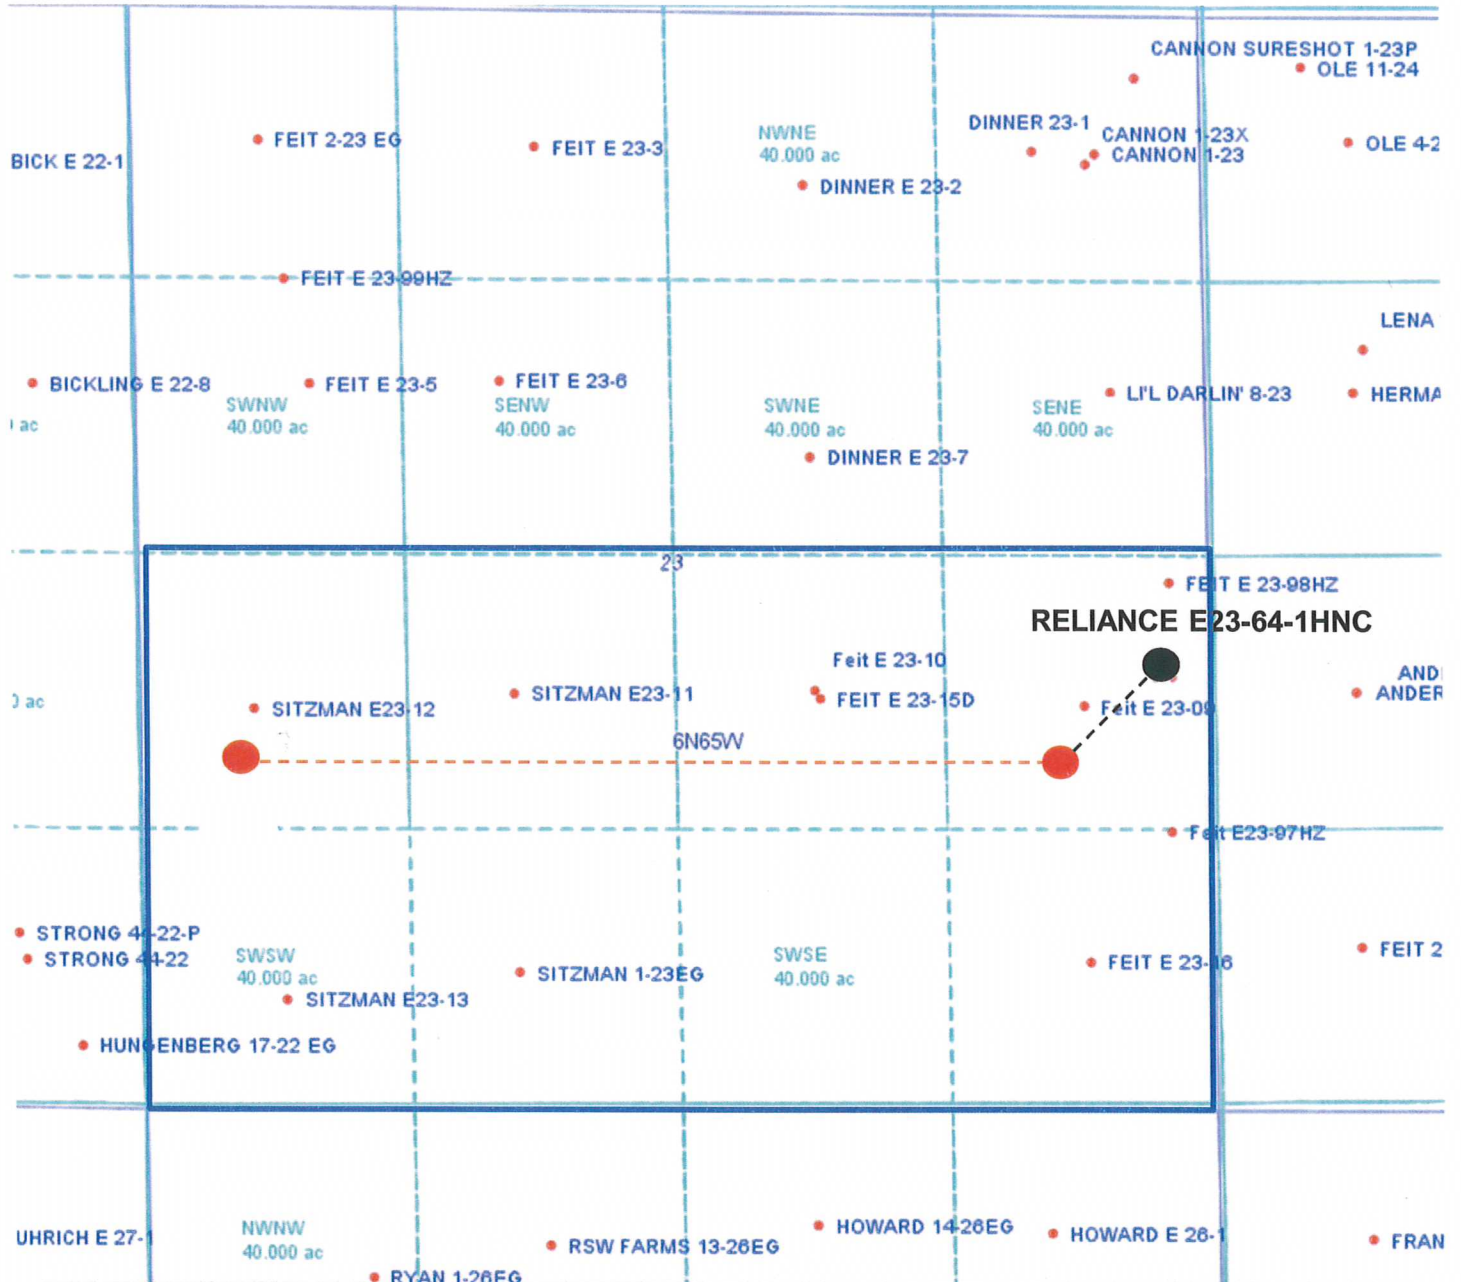 CANNON SURESHOT 1-23P
OLE 11-24
DINNER 23-1
CANNON 1-23X
CANNON 1-23
OLE 4-2
NWNE
40.000 ac
FEIT 2-23 EG
FEIT E 23-3
BICK E 22-1
DINNER E 23-2
FEIT E 23-99HZ
LENA
BICKLING E 22-8
FEIT E 23-5
FEIT E 23-6
LI'L DARLIN' 8-23
HERMA
SWNW
40.000 ac
SENW
40.000 ac
SWNE
40.000 ac
SENE
40.000 ac
ac
DINNER E 23-7
23
FEIT E 23-98HZ
RELIANCE E23-64-1HNC
Feit E 23-10
FEIT E 23-15D
SITZMAN E23-11
SITZMAN E23-12
Feit E 23-09
AND
ANDER
ac
6N65W
Feit E23-97HZ
STRONG 44-22-P
STRONG 44-22
SWSW
40.000 ac
SITZMAN 1-23EG
SWSE
40.000 ac
FEIT E 23-16
FEIT 2
SITZMAN E23-13
HUNGENBERG 17-22 EG
UHRICH E 27-1
NWNW
40.000 ac
RSW FARMS 13-26EG
HOWARD 14-26EG
HOWARD E 26-1
FRAN
RYAN 1-26EG